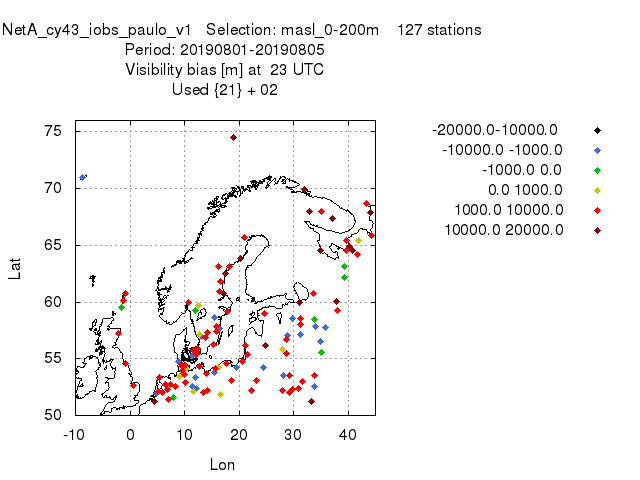 NetA_cy43_iobs_paulo_v1 Selection: masl_0-200m 127 stations
Period: 20190801-20190805
Visibility bias [m] at 23 UTC
Used {21} + 02
-20000.0-10000.0
-10000.0 -1000.0
-1000.0 0.0
0.0 1000.0
1000.0 10000.0
10000.0 20000.0
75
70
65
60
55
50
Lat
-10 0 10 20 30 40
Lon